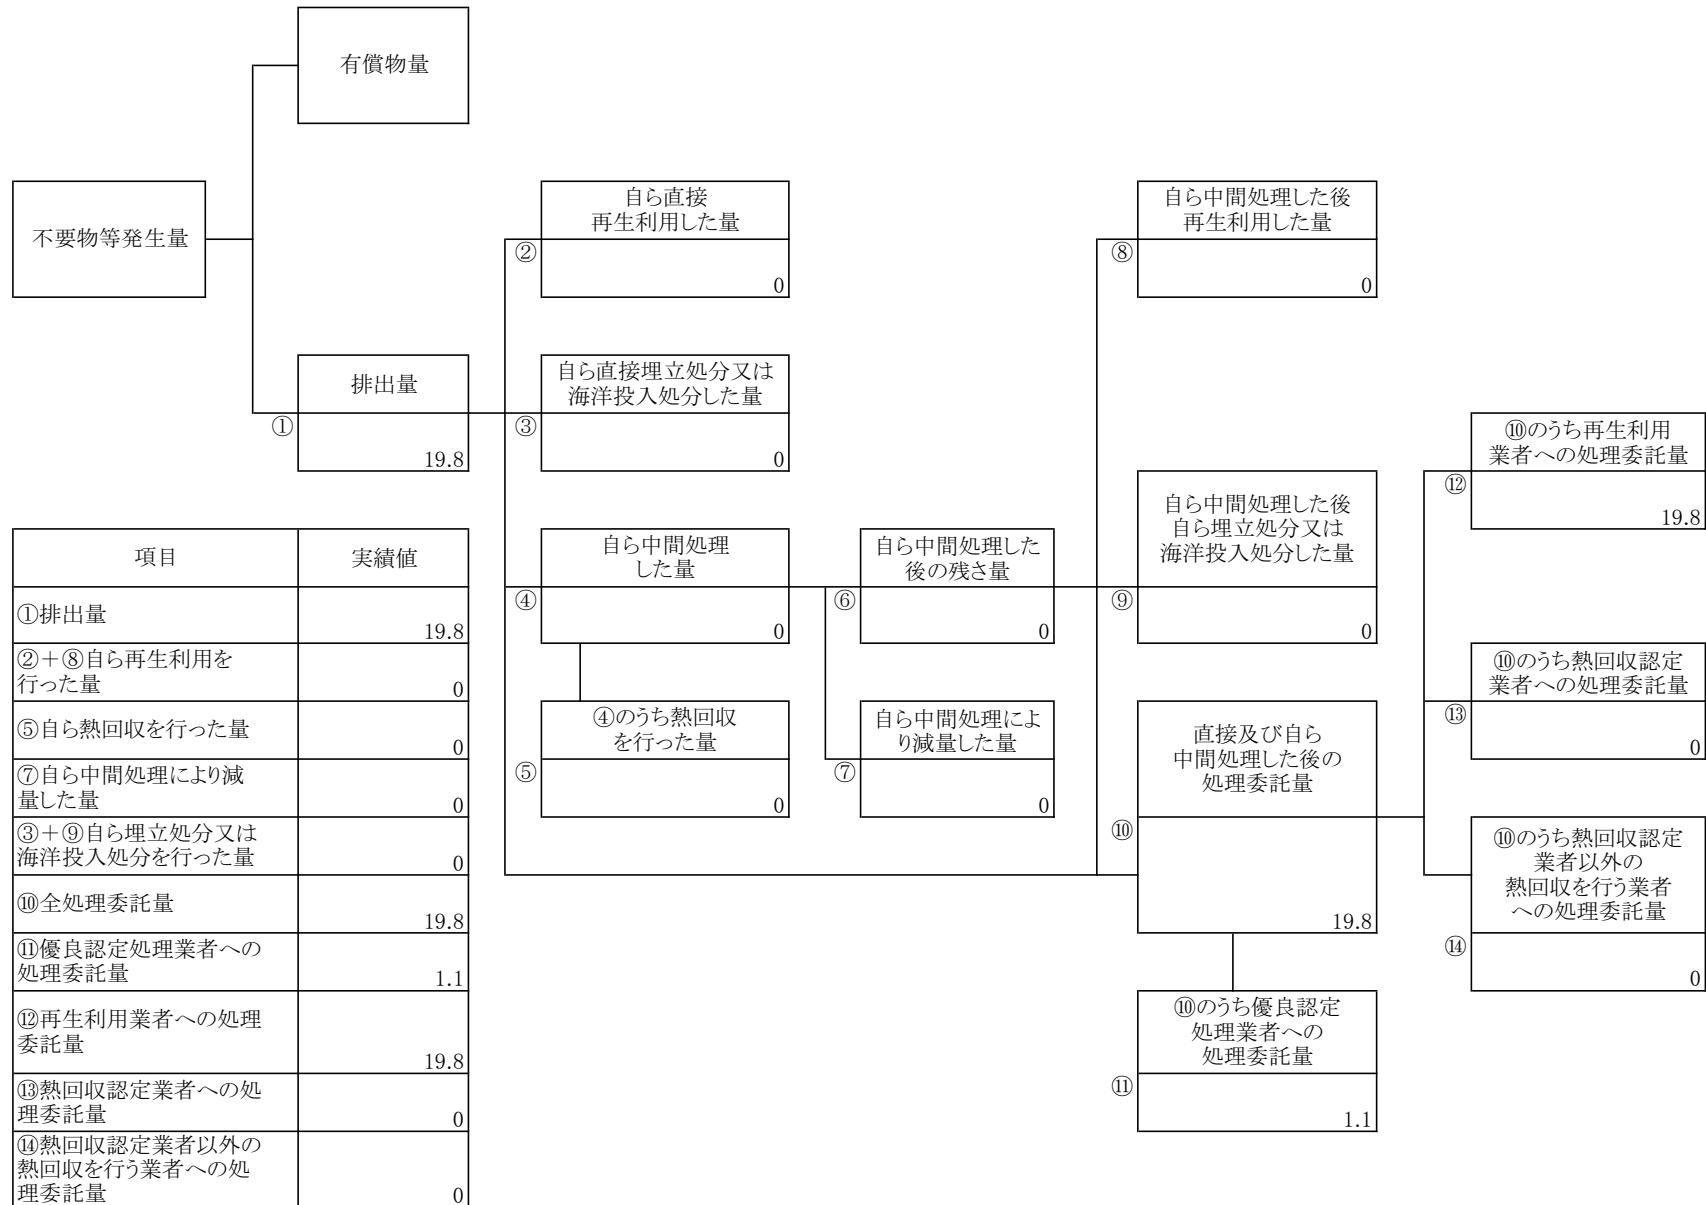 有償物量
不要物等発生量
①
排出量
19.8
②
自ら直接
再生利用した量
0
③
自ら直接埋立処分又は
海洋投入処分した量
0
④
自ら中間処理
した量
0
⑤
④のうち熱回収
を行った量
0
⑥
自ら中間処理した
後の残さ量
0
⑦
自ら中間処理によ
り減量した量
0
⑧
自ら中間処理した後
再生利用した量
0
⑨
自ら中間処理した後
自ら埋立処分又は
海洋投入処分した量
0
⑩
直接及び自ら
中間処理した後の
処理委託量
19.8
⑪
⑩のうち優良認定
処理業者への
処理委託量
1.1
⑫
⑩のうち再生利用
業者への処理委託量
19.8
⑬
⑩のうち熱回収認定
業者への処理委託量
0
⑭
⑩のうち熱回収認定
業者以外の
熱回収を行う業者
への処理委託量
0
項目 実績値
①排出量 19.8
②+⑧自ら再生利用を
行った量 0
⑤自ら熱回収を行った量 0
⑦自ら中間処理により減
量した量 0
③+⑨自ら埋立処分又は
海洋投入処分を行った量 0
⑩全処理委託量 19.8
⑪優良認定処理業者への
処理委託量 1.1
⑫再生利用業者への処理
委託量 19.8
⑬熱回収認定業者への処
理委託量 0
⑭熱回収認定業者以外の
熱回収を行う業者への処
理委託量 0